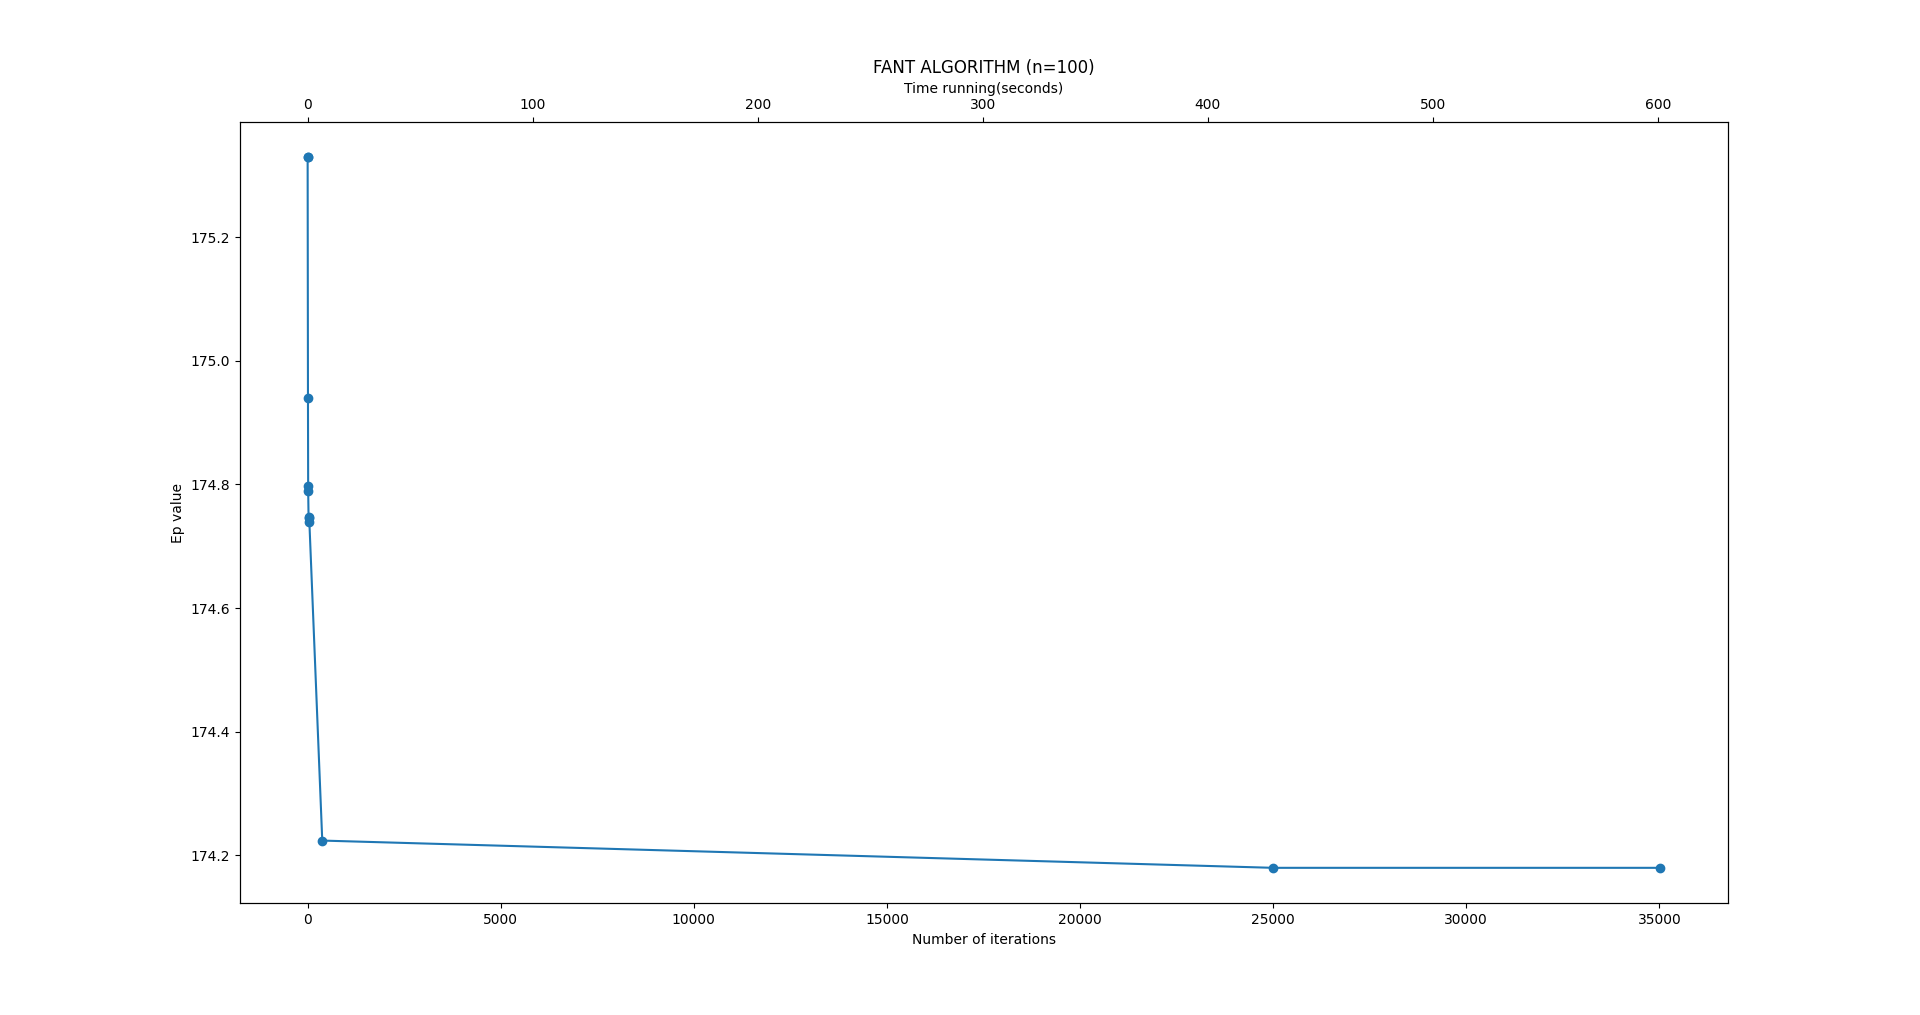 FANT ALGORITHM (n=100)
Time running(seconds)
0 100 200 300 400 500 600
175.2
175.0
174.8
174.6
174.4
174.2
Ep value
0 5000 10000 15000 20000 25000 30000 35000
Number of iterations